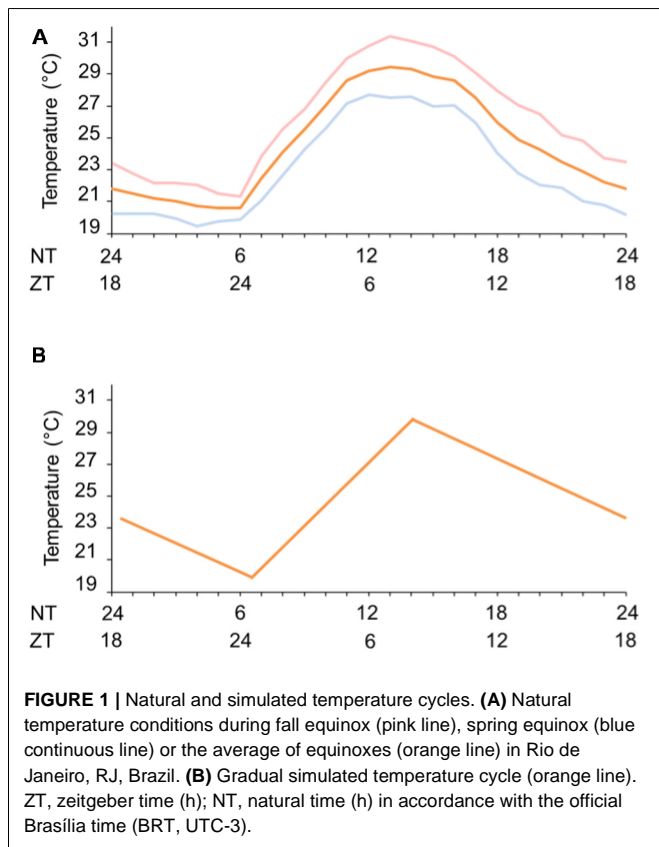 A
Temperature (°C)
31
29
27
25
23
21
19
NT 24 6 12 18 24
ZT 18 24 6 12 18
B
Temperature (°C)
31
29
27
25
23
21
19
NT 24 6 12 18 24
ZT 18 24 6 12 18
FIGURE 1 | Natural and simulated temperature cycles. (A) Natural
temperature conditions during fall equinox (pink line), spring equinox (blue
continuous line) or the average of equinoxes (orange line) in Rio de
Janeiro, RJ, Brazil. (B) Gradual simulated temperature cycle (orange line).
ZT, zeitgeber time (h); NT, natural time (h) in accordance with the official
Brasília time (BRT, UTC-3).